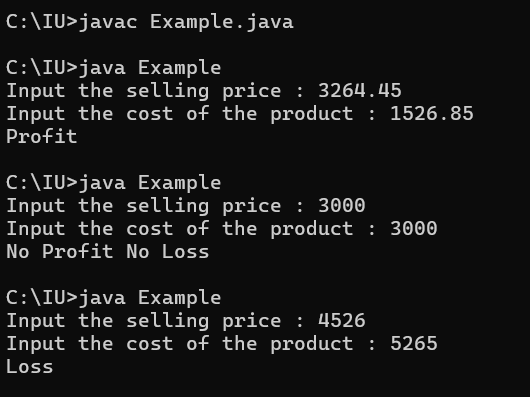 C:\IU>javac Example.java
C:\IU>java Example
Input the selling price : 3264.45
Input the cost of the product : 1526.85
Profit
C:\IU>java Example
Input the selling price : 3000
Input the cost of the product : 3000
No Profit No Loss
C:\IU>java Example
Input the selling price : 4526
Input the cost of the product : 5265
Loss